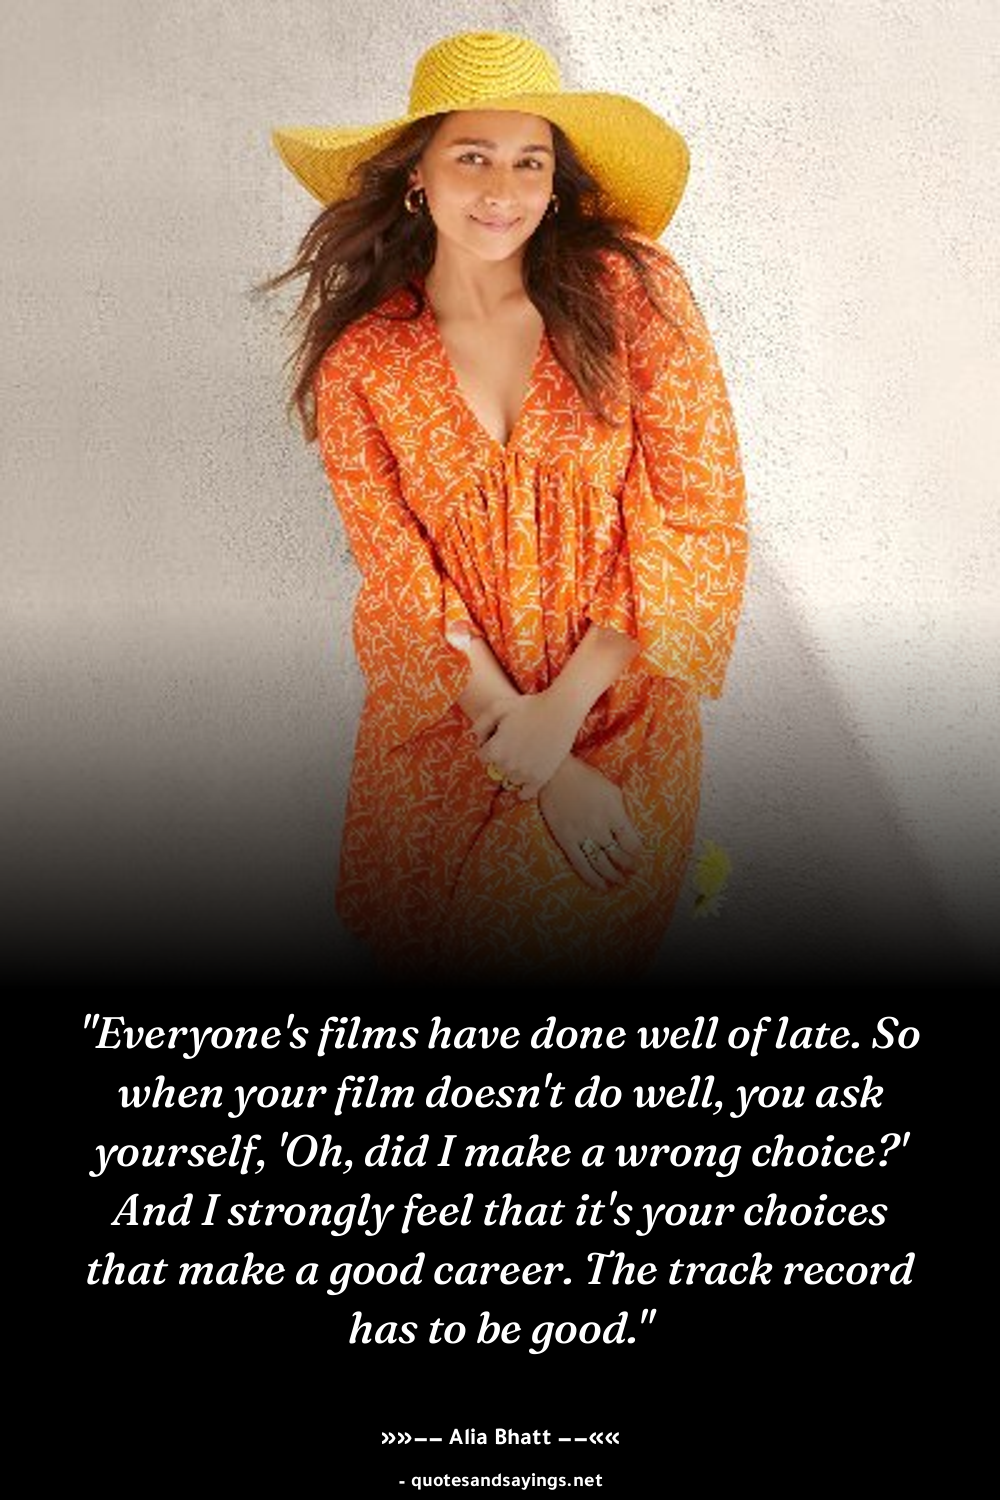 "Everyone's films have done well of late. So
when your film doesn't do well, you ask
yourself, 'Oh, did I make a wrong choice?'
And I strongly feel that it's your choices
that make a good career. The track record
has to be good."
»»−− Alia Bhatt −−««
- quotesandsayings.net